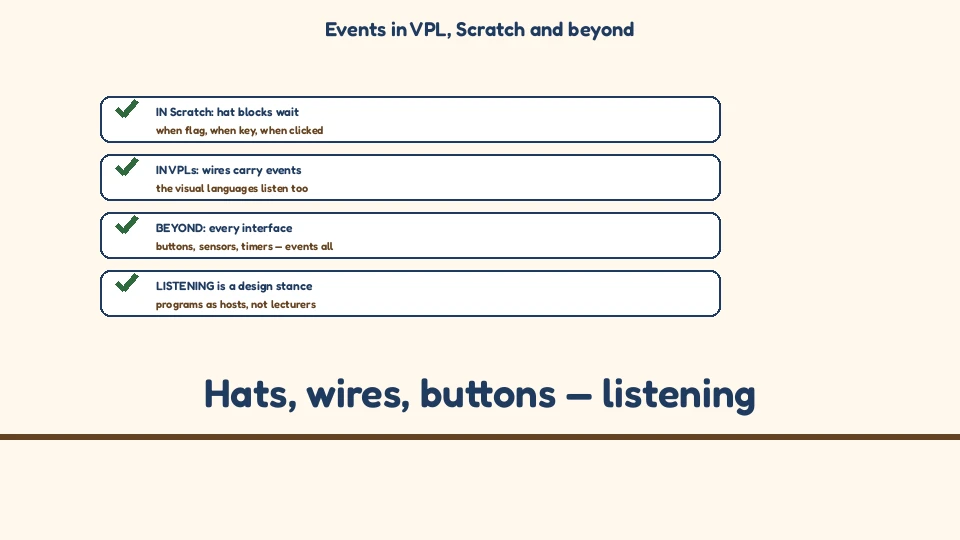 Events in VPL, Scratch and beyond
IN Scratch: hat blocks wait
when flag, when key, when clicked
IN VPLs: wires carry events
the visual languages listen too
BEYOND: every interface
buttons, sensors, timers — events all
LISTENING is a design stance
programs as hosts, not lecturers
Hats, wires, buttons — listening